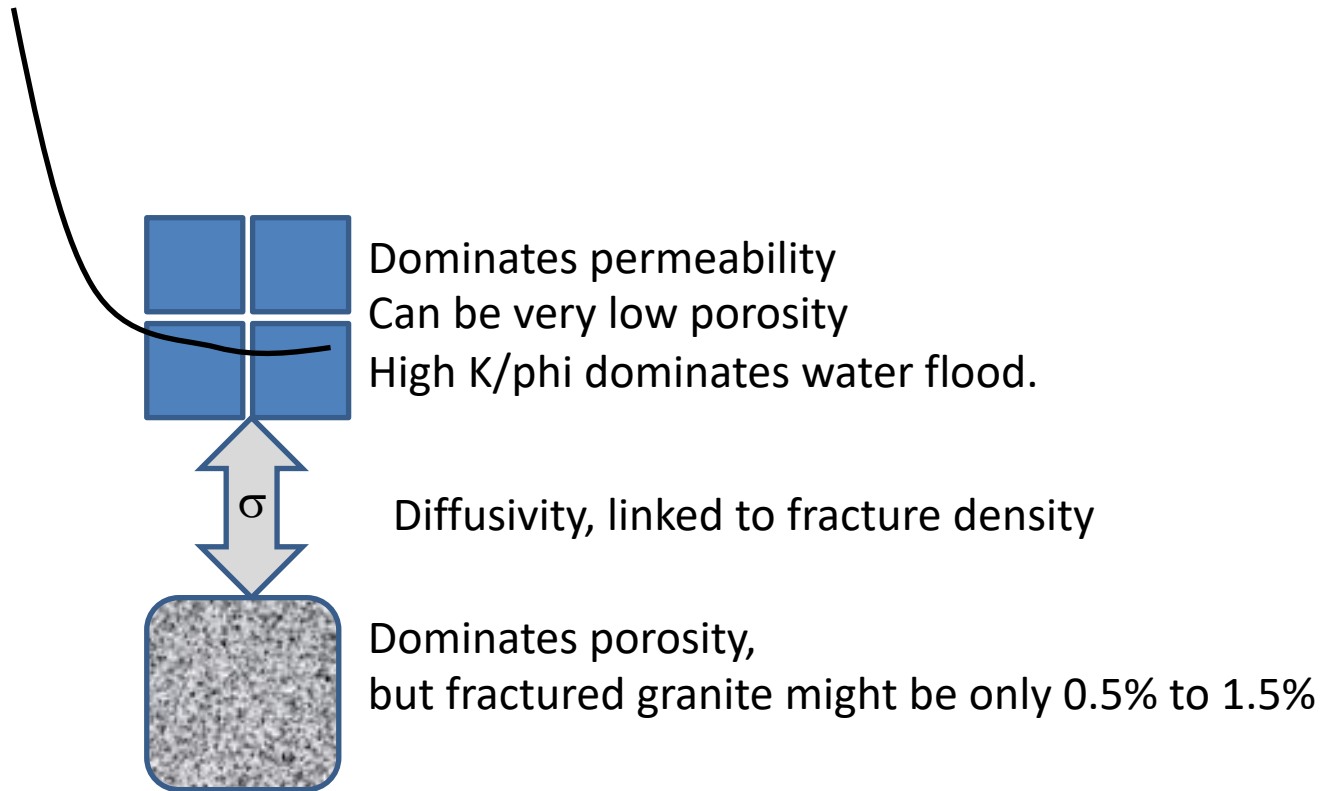 Dominates permeability
Can be very low porosity
High K/phi dominates water flood.
σ
Diffusivity, linked to fracture density
Dominates porosity,
but fractured granite might be only 0.5% to 1.5%